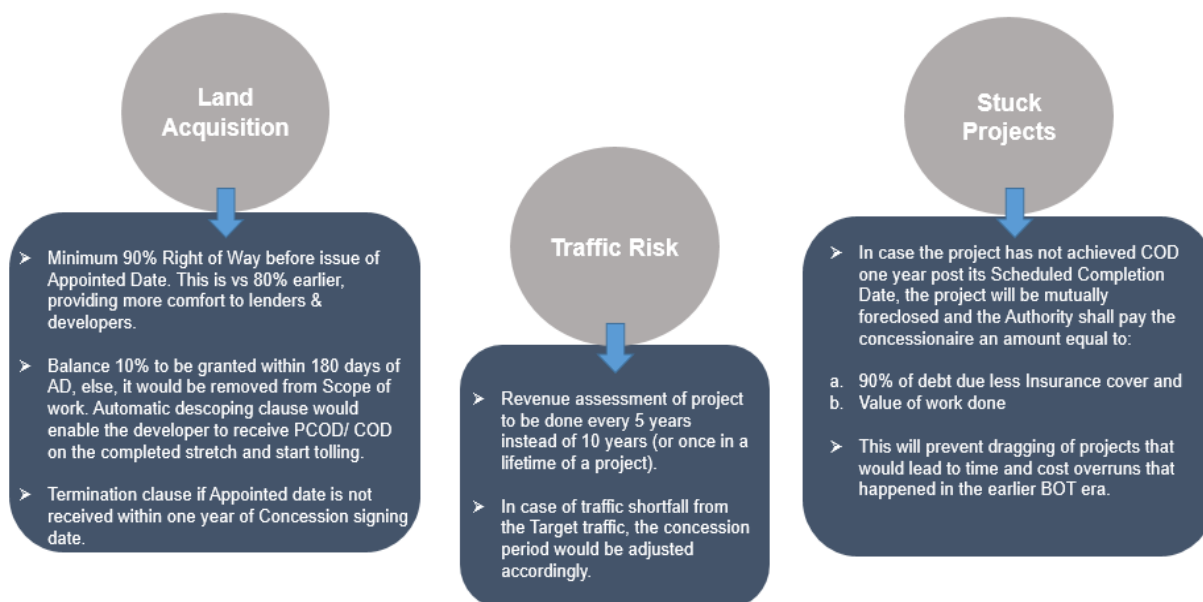 Land
Acquisition
➢ Minimum 90% Right of Way before issue of
Appointed Date. This is vs 80% earlier,
providing more comfort to lenders &
developers.
➢ Balance 10% to be granted within 180 days of
AD, else, it would be removed from Scope of
work. Automatic descoping clause would
enable the developer to receive PCOD/ COD
on the completed stretch and start tolling.
➢ Termination clause if Appointed date is not
received within one year of Concession signing
date.
Traffic Risk
➢ Revenue assessment of project
to be done every 5 years
instead of 10 years (or once in a
lifetime of a project).
➢ In case of traffic shortfall from
the Target traffic, the concession
period would be adjusted
accordingly.
Stuck
Projects
➢ In case the project has not achieved COD
one year post its Scheduled Completion
Date, the project will be mutually
foreclosed and the Authority shall pay the
concessionaire an amount equal to:
a. 90% of debt due less Insurance cover and
b. Value of work done
➢ This will prevent dragging of projects that
would lead to time and cost overruns that
happened in the earlier BOT era.